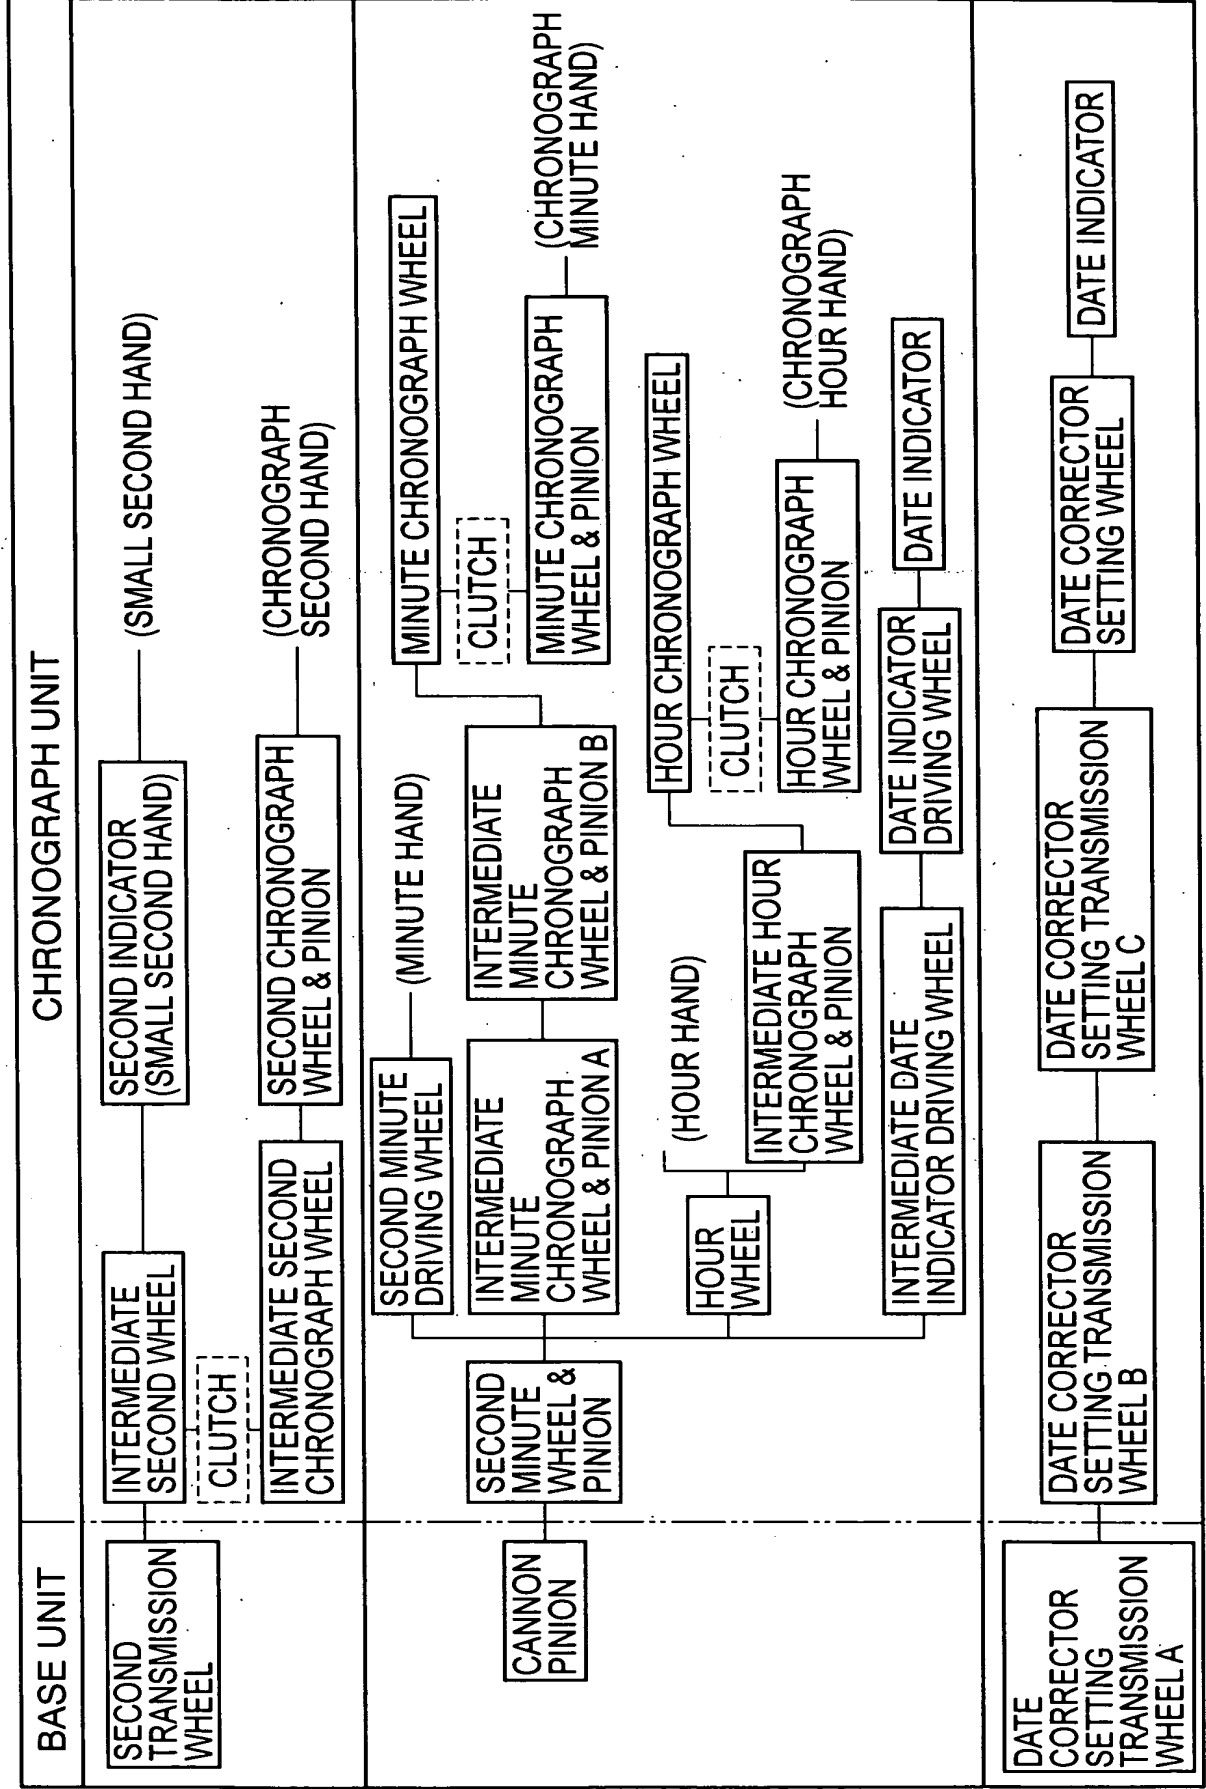 BASE UNIT
CHRONOGRAPH UNIT
SECOND
TRANSMISSION
WHEEL
INTERMEDIATE
SECOND WHEEL
SECOND INDICATOR
(SMALL SECOND HAND)
(SMALL SECOND HAND)
CLUTCH
INTERMEDIATE SECOND
CHRONOGRAPH WHEEL
SECOND CHRONOGRAPH
WHEEL & PINION
(CHRONOGRAPH
SECOND HAND)
CANNON
PINION
SECOND
MINUTE
WHEEL &
PINION
SECOND MINUTE
DRIVING WHEEL
(MINUTE HAND)
INTERMEDIATE
MINUTE
CHRONOGRAPH
WHEEL & PINION A
INTERMEDIATE
MINUTE
CHRONOGRAPH
WHEEL & PINION B
MINUTE CHRONOGRAPH WHEEL
CLUTCH
MINUTE CHRONOGRAPH
WHEEL & PINION
(CHRONOGRAPH
MINUTE HAND)
HOUR
WHEEL
(HOUR HAND)
INTERMEDIATE HOUR
CHRONOGRAPH
WHEEL & PINION
HOUR CHRONOGRAPH WHEEL
CLUTCH
HOUR CHRONOGRAPH
WHEEL & PINION
(CHRONOGRAPH
HOUR HAND)
INTERMEDIATE DATE
INDICATOR DRIVING WHEEL
DATE INDICATOR
DRIVING WHEEL
DATE INDICATOR
DATE
CORRECTOR
SETTING
TRANSMISSION
WHEEL A
DATE CORRECTOR
SETTING TRANSMISSION
WHEEL B
DATE CORRECTOR
SETTING TRANSMISSION
WHEEL C
DATE CORRECTOR
SETTING WHEEL
DATE INDICATOR